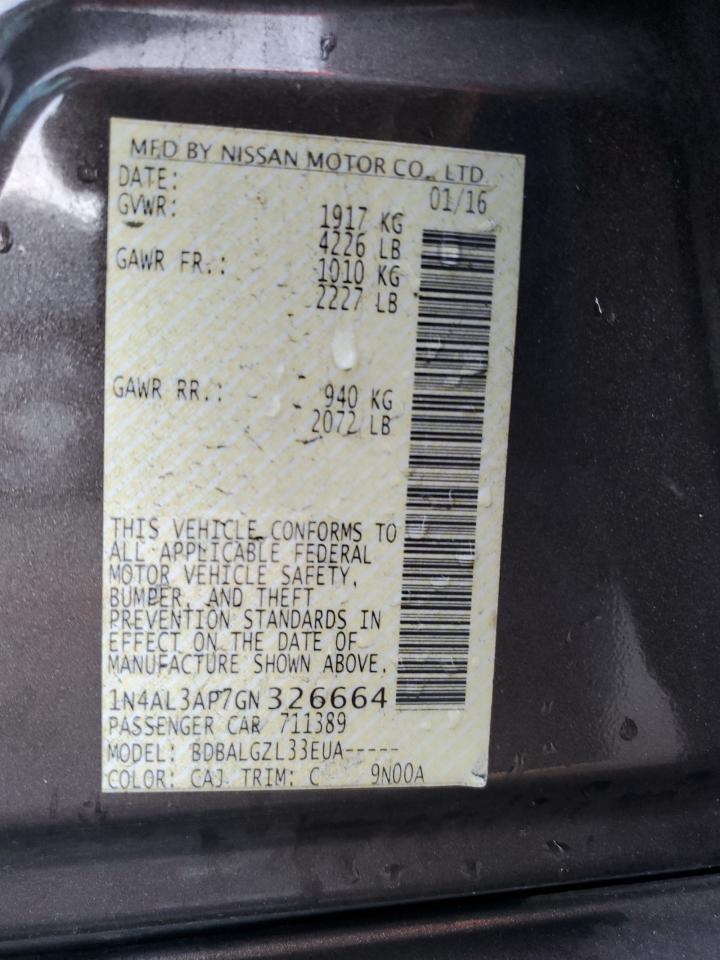 MFD BY NISSAN MOTOR CO., LTD
DATE: 01/16
GVWR: 1917 KG
4226 LB
GAWR FR.: 1010 KG
2227 LB
GAWR RR.: 940 KG
2072 LB
THIS VEHICLE CONFORMS TO
ALL APPLICABLE FEDERAL
MOTOR VEHICLE SAFETY,
BUMPER, AND THEFT
PREVENTION STANDARDS IN
EFFECT ON THE DATE OF
MANUFACTURE SHOWN ABOVE.
1N4AL3AP7GN 326664
PASSENGER CAR 711389
MODEL: BDBALGZL33EUA-----
COLOR: CAJ TRIM: C 9N00A